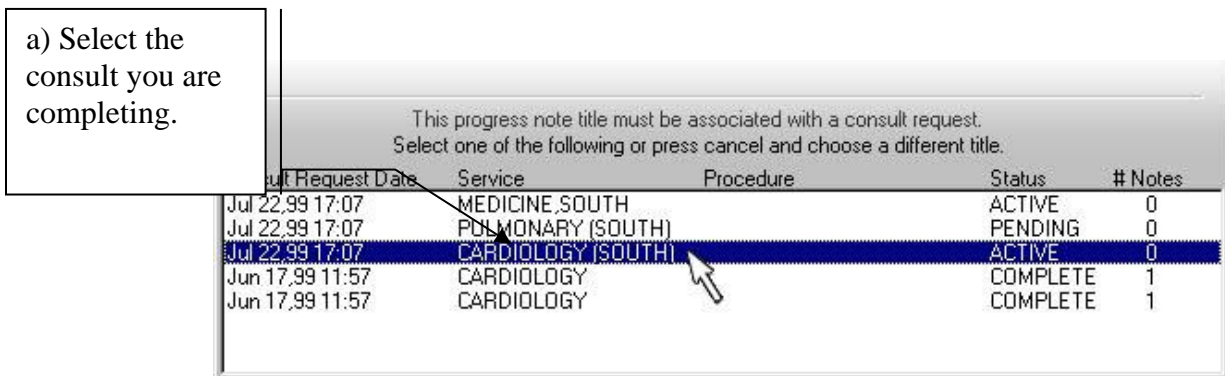 a) Select the
consult you are
completing.
This progress note title must be associated with a consult request.
Select one of the following or press cancel and choose a different title.
Request Date Service Procedure Status # Notes
Jul 22,99 17:07 MEDICINE,SOUTH ACTIVE 0
Jul 22,99 17:07 PULMONARY (SOUTH) PENDING 0
Jul 22,99 17:07 CARDIOLOGY (SOUTH) ACTIVE 0
Jun 17,99 11:57 CARDIOLOGY COMPLETE 1
Jun 17,99 11:57 CARDIOLOGY COMPLETE 1